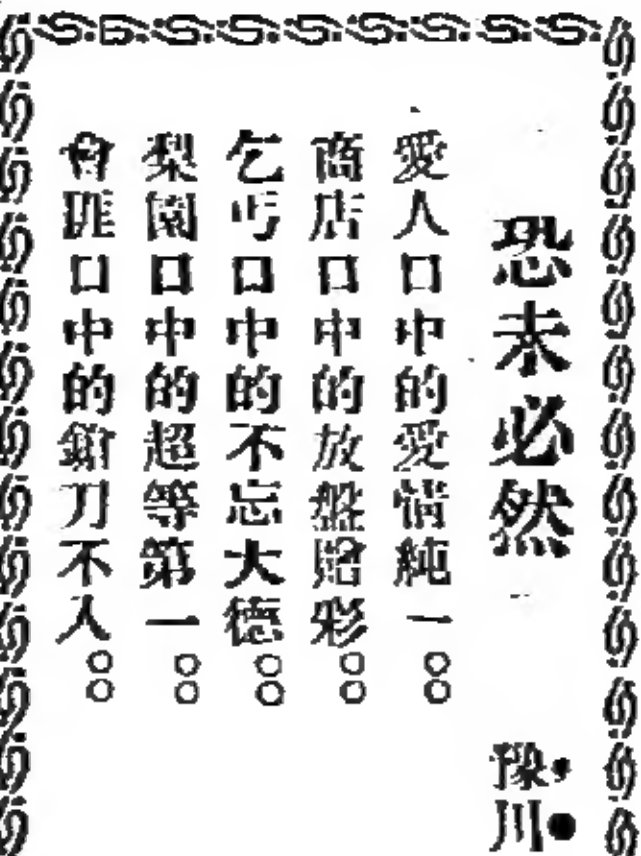 恐未必然
豫川
愛人口中的愛情純一。。
商店口中的放盤賠彩。。
乞丐口中的不忘大德。。
梨園口中的超等第一。。
會匪口中的鎗刀不入。。